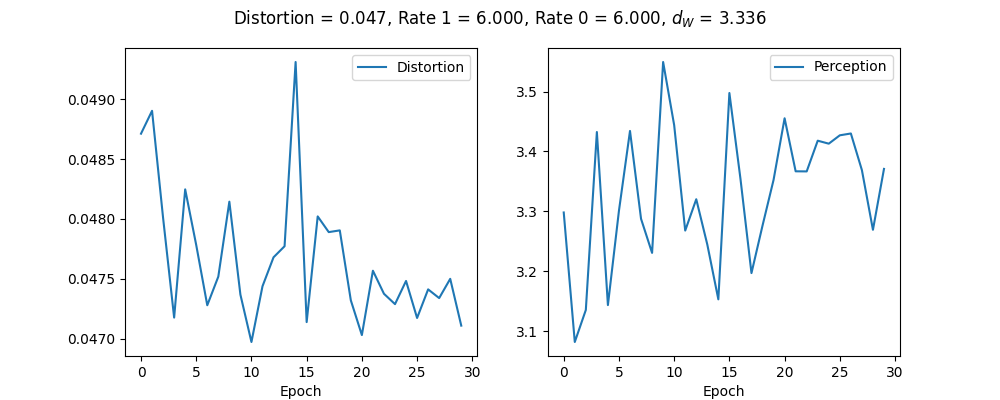 Distortion = 0.047, Rate 1 = 6.000, Rate 0 = 6.000, d_W = 3.336
Distortion
0.0490
0.0485
0.0480
0.0475
0.0470
0 5 10 15 20 25 30
Epoch
Perception
3.5
3.4
3.3
3.2
3.1
0 5 10 15 20 25 30
Epoch